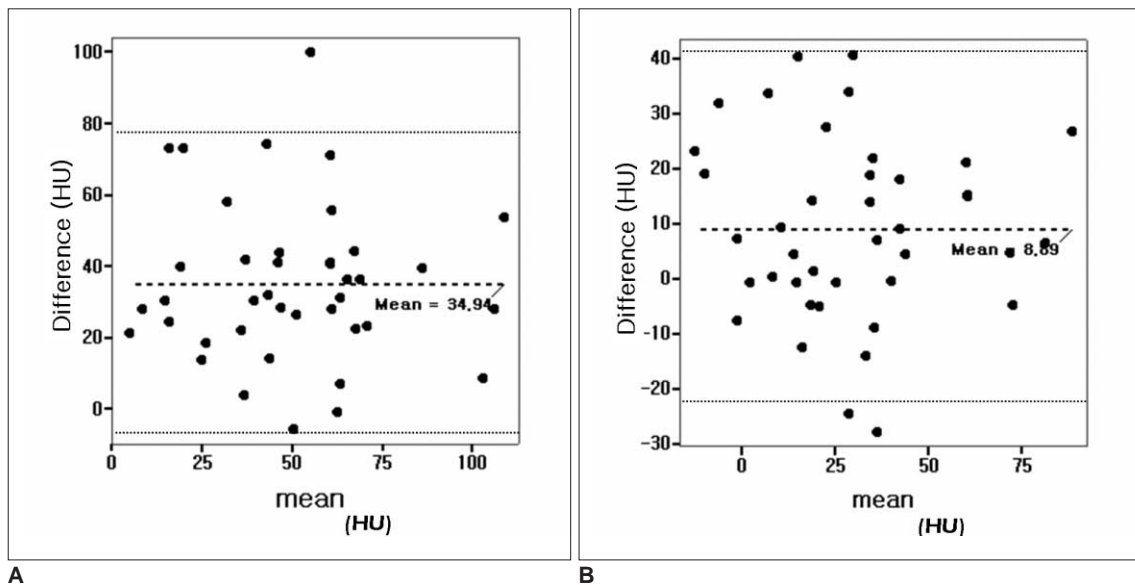 100
80
60
40
20
0
Difference (HU)
Mean = 34.94
0 25 50 75 100
mean
(HU)
A
40
30
20
10
0
-10
-20
-30
Difference (HU)
Mean = 8.89
0 25 50 75
mean
(HU)
B